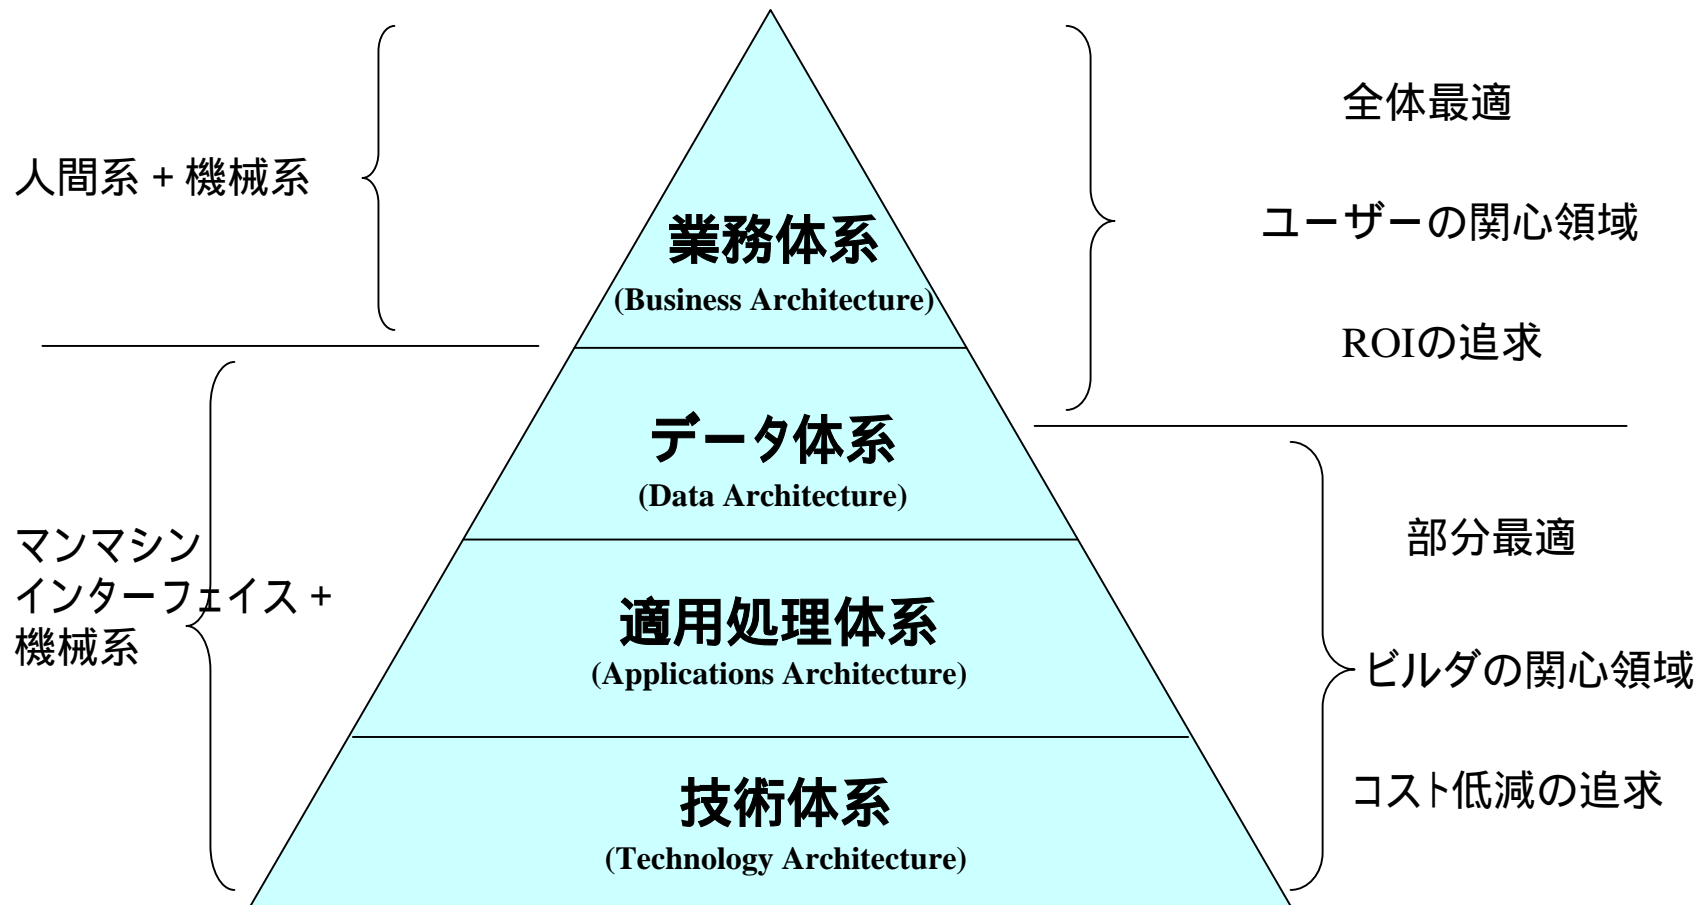 人間系 + 機械系
マンマシン
インターフェイス +
機械系
業務体系
(Business Architecture)
データ体系
(Data Architecture)
適用処理体系
(Applications Architecture)
技術体系
(Technology Architecture)
全体最適
ユーザーの関心領域
ROIの追求
部分最適
ビルダの関心領域
コスト低減の追求